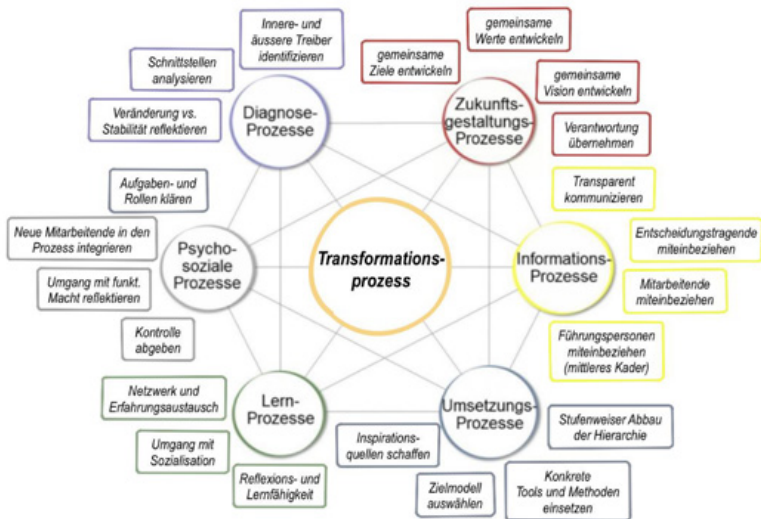 Innere- und
äussere Treiber
identifizieren
Schnittstellen
analysieren
Veränderung vs.
Stabilität reflektieren
Diagnose-
Prozesse
gemeinsame
Werte entwickeln
gemeinsame
Ziele entwickeln
gemeinsame
Vision entwickeln
Verantwortung
übernehmen
Zukunfts-
gestaltungs-
Prozesse
Aufgaben- und
Rollen klären
Neue Mitarbeitende in den
Prozess integrieren
Umgang mit funkt.
Macht reflektieren
Kontrolle
abgeben
Psycho-
soziale
Prozesse
Transformations-
prozess
Informations-
Prozesse
Transparent
kommunizieren
Entscheidungstragende
miteinbeziehen
Mitarbeitende
miteinbeziehen
Führungspersonen
miteinbeziehen
(mittleres Kader)
Netzwerk und
Erfahrungsaustausch
Umgang mit
Sozialisation
Reflexions- und
Lernfähigkeit
Lern-
Prozesse
Umsetzungs-
Prozesse
Inspirations-
quellen schaffen
Zielmodell
auswählen
Konkrete
Tools und Methoden
einsetzen
Stufenweiser Abbau
der Hierarchie